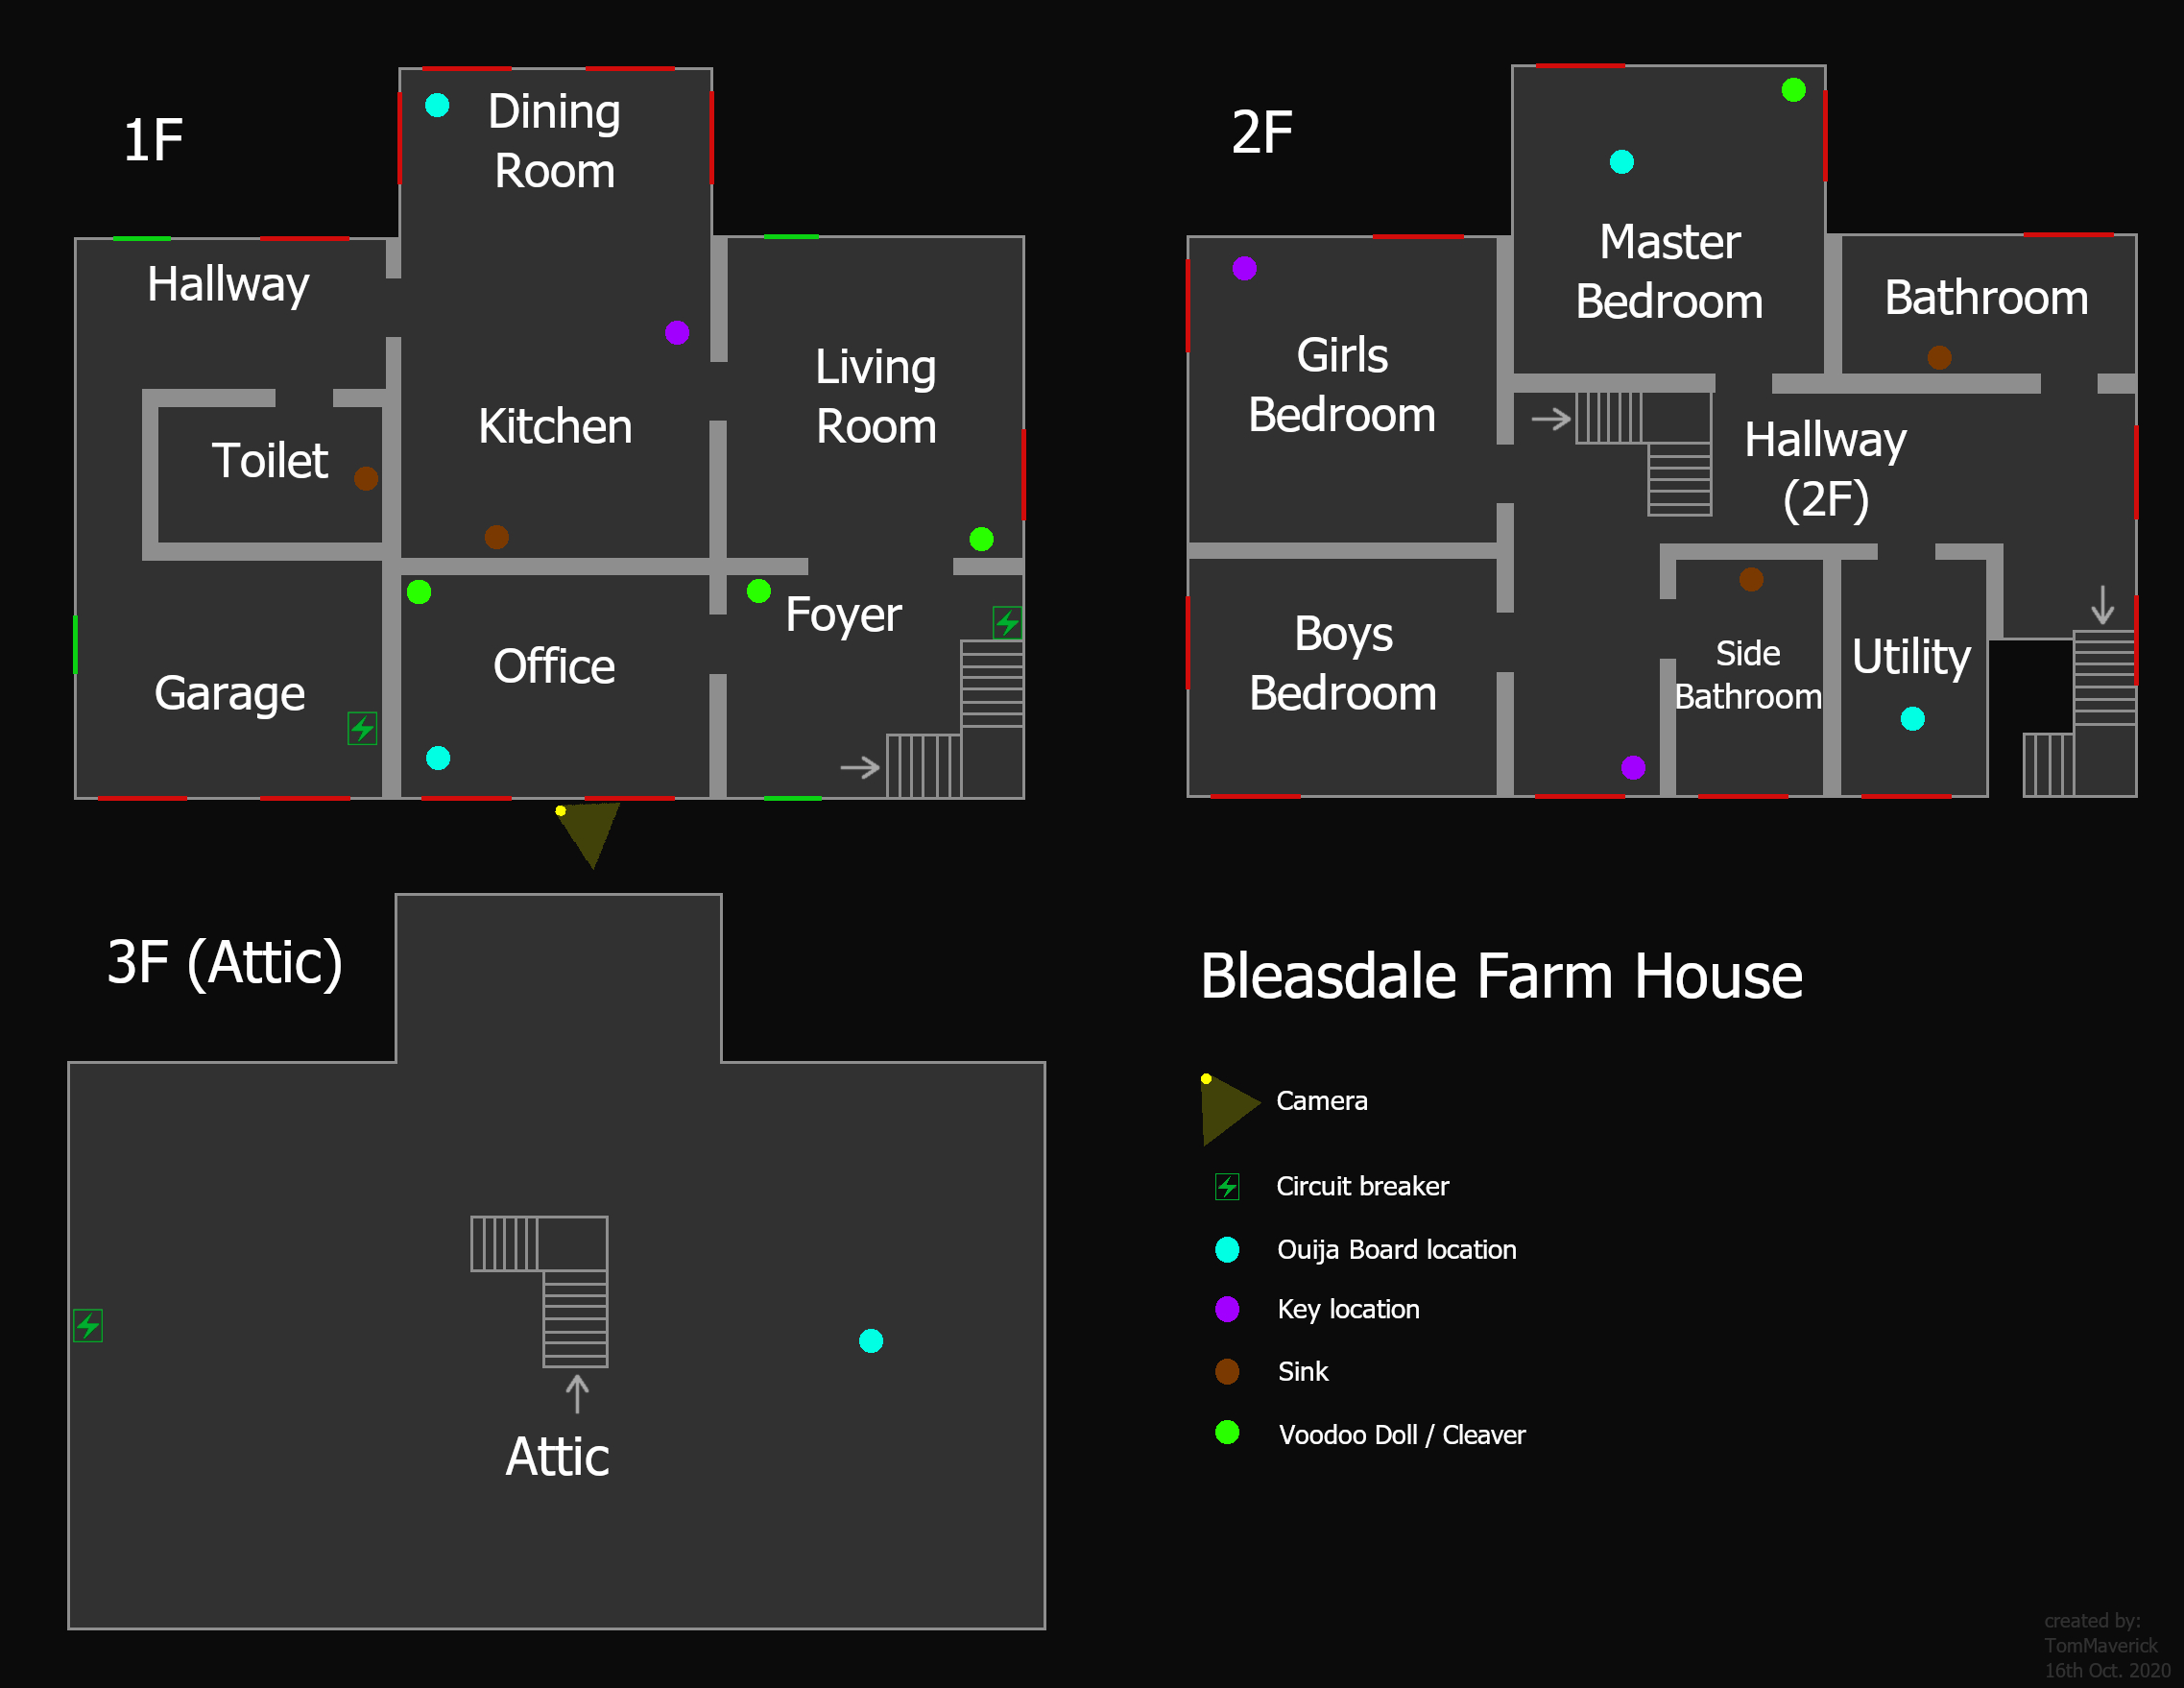 1F
Dining
Room
Hallway
Living
Room
Kitchen
Toilet
Foyer
Office
Garage
2F
Master
Bedroom
Bathroom
Girls
Bedroom
Hallway
(2F)
Boys
Bedroom
Side
Bathroom
Utility
3F (Attic)
Attic
Bleasdale Farm House
Camera
Circuit breaker
Ouija Board location
Key location
Sink
Voodoo Doll / Cleaver
created by:
TomMaverick
16th Oct. 2020